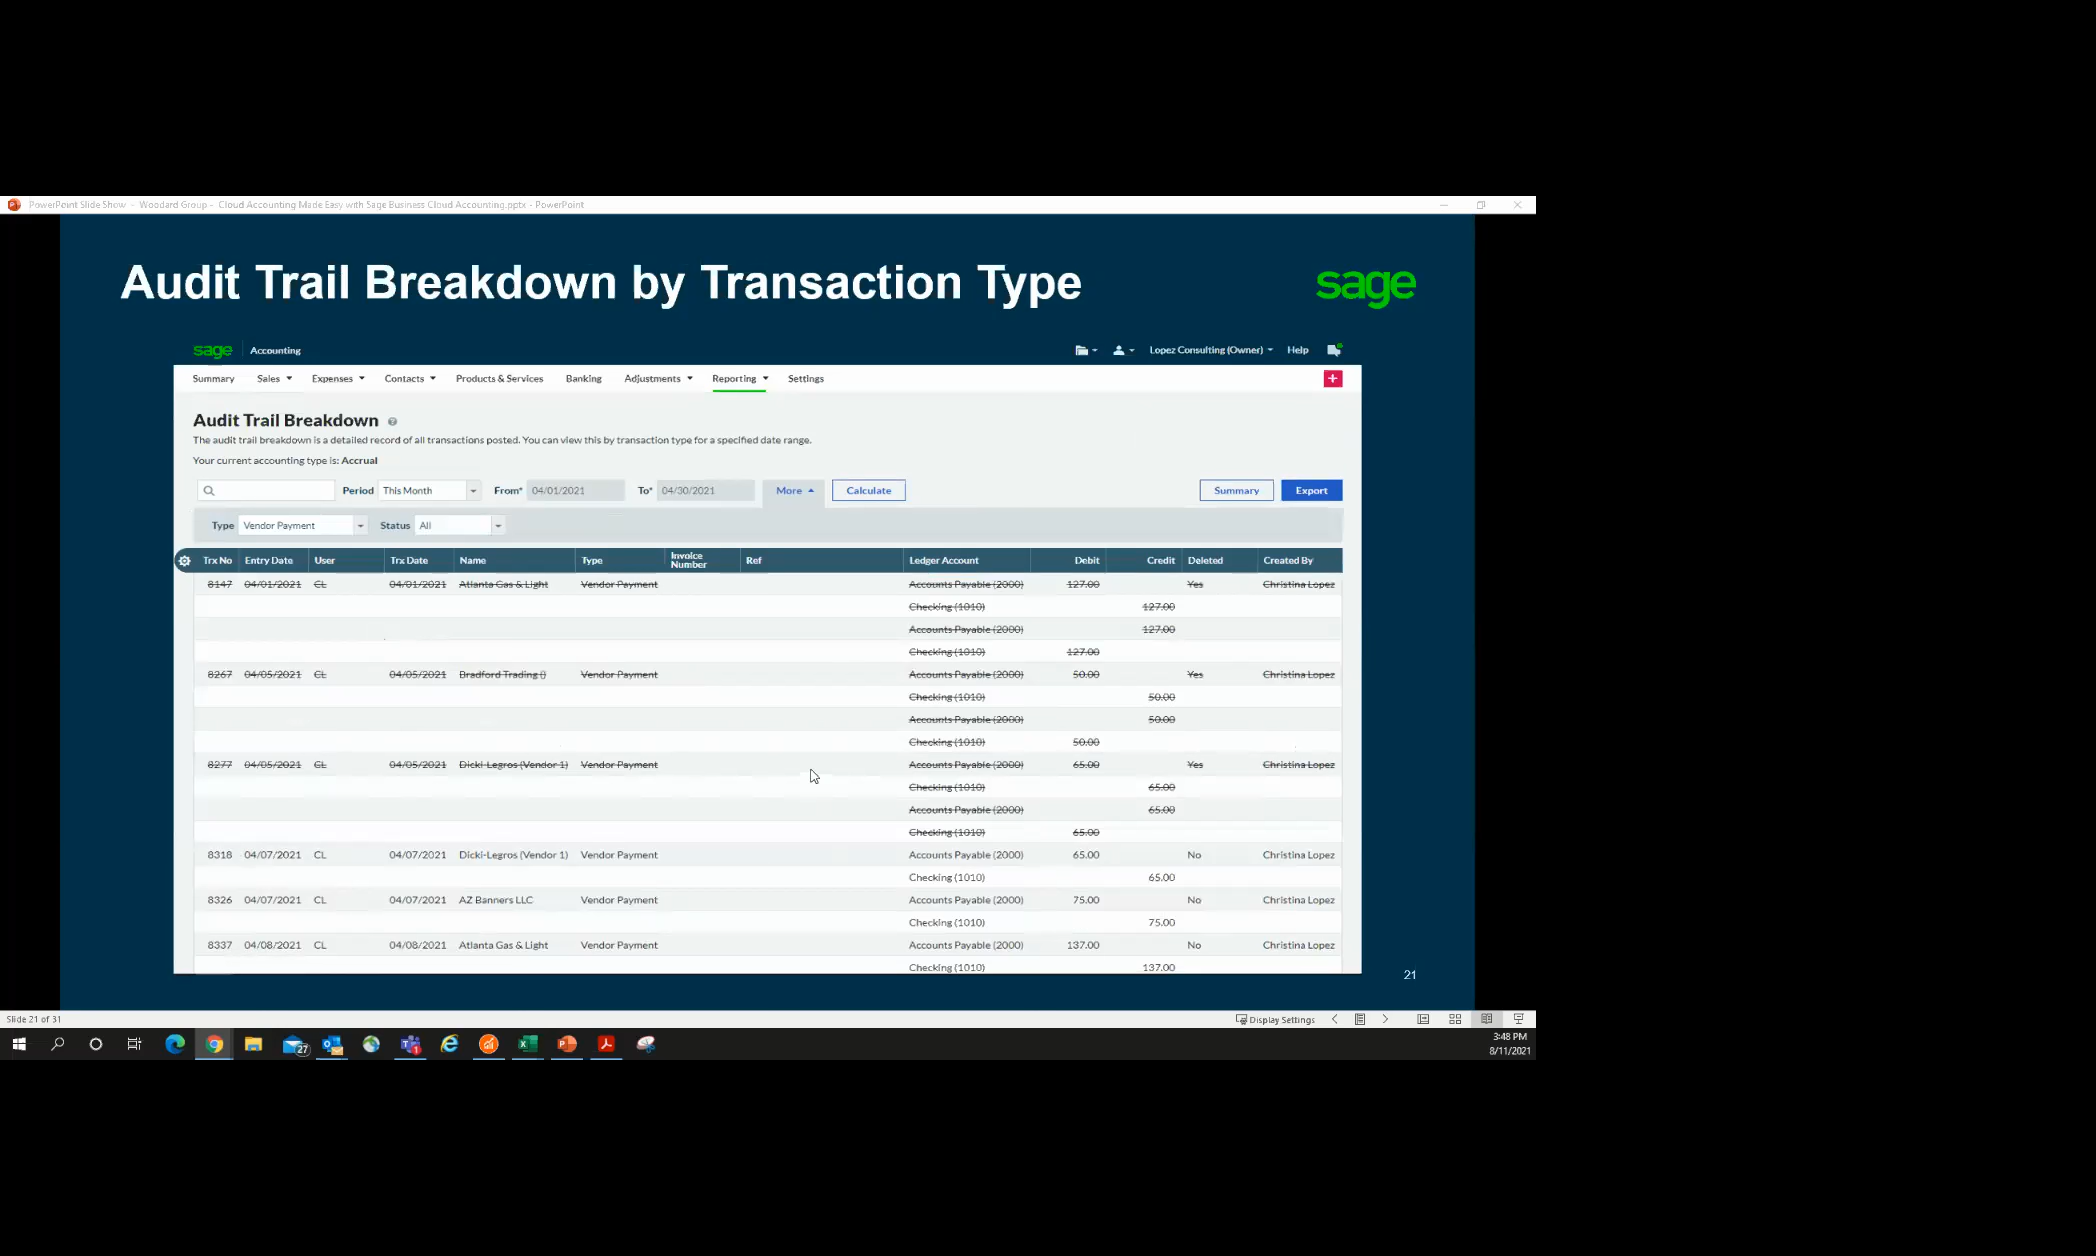 PowerPoint Slide Show - Woodard Group - Cloud Accounting Made Easy with Sage Business Cloud Accounting.pptx - PowerPoint
Audit Trail Breakdown by Transaction Type
sage
sage Accounting Lopez Consulting (Owner) Help
Summary Sales Expenses Contacts Products & Services Banking Adjustments Reporting Settings
Audit Trail Breakdown
The audit trail breakdown is a detailed record of all transactions posted. You can view this by transaction type for a specified date range.
Your current accounting type is: Accrual
Period This Month From* 04/01/2021 To* 04/30/2021 More Calculate Summary Export
Type Vendor Payment Status All
Trx No Entry Date User Trx Date Name Type Invoice Number Ref Ledger Account Debit Credit Deleted Created By
8147 04/01/2021 CL 04/01/2021 Atlanta Gas & Light Vendor Payment Accounts Payable (2000) 127.00 Yes Christina Lopez
Checking (1010) 127.00
Accounts Payable (2000) 127.00
Checking (1010) 127.00
8267 04/05/2021 CL 04/05/2021 Bradford Trading () Vendor Payment Accounts Payable (2000) 50.00 Yes Christina Lopez
Checking (1010) 50.00
Accounts Payable (2000) 50.00
Checking (1010) 50.00
8277 04/05/2021 CL 04/05/2021 Dicki-Legros (Vendor 1) Vendor Payment Accounts Payable (2000) 65.00 Yes Christina Lopez
Checking (1010) 65.00
Accounts Payable (2000) 65.00
Checking (1010) 65.00
8318 04/07/2021 CL 04/07/2021 Dicki-Legros (Vendor 1) Vendor Payment Accounts Payable (2000) 65.00 No Christina Lopez
Checking (1010) 65.00
8326 04/07/2021 CL 04/07/2021 AZ Banners LLC Vendor Payment Accounts Payable (2000) 75.00 No Christina Lopez
Checking (1010) 75.00
8337 04/08/2021 CL 04/08/2021 Atlanta Gas & Light Vendor Payment Accounts Payable (2000) 137.00 No Christina Lopez
Checking (1010) 137.00
21
Slide 21 of 31 Display Settings
27
1
3:48 PM
8/11/2021